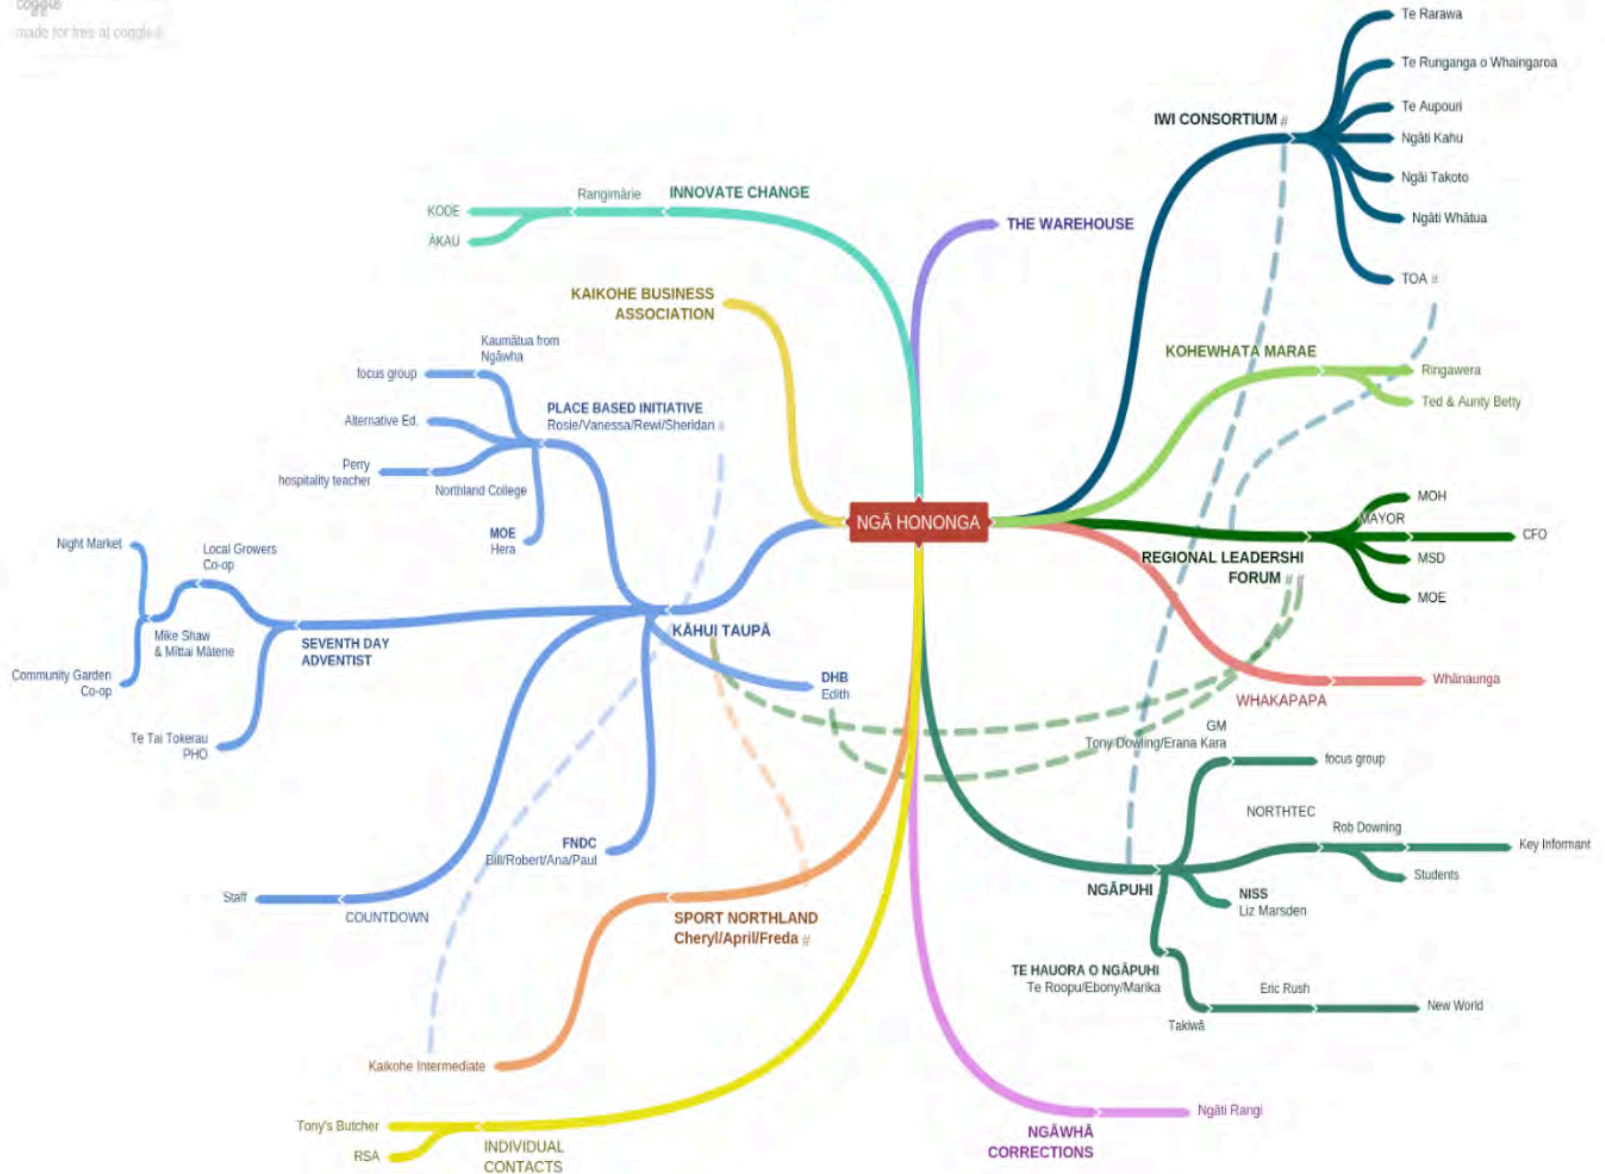 coggle
made for free at coggle.it
Te Rarawa
Te Runganga o Whaingaroa
Te Aupouri
IWI CONSORTIUM #
Ngāti Kahu
Ngāi Takoto
Ngāti Whātua
TOA #
INNOVATE CHANGE
Rangimārie
KODE
ĀKAU
THE WAREHOUSE
KAIKOHE BUSINESS
ASSOCIATION
Kaumātua from
Ngāwha
focus group
PLACE BASED INITIATIVE
Rosie/Vanessa/Rewi/Sheridan #
Alternative Ed.
Perry
hospitality teacher
Northland College
MOE
Hera
KOHEWHATA MARAE
Ringawera
Ted & Aunty Betty
NGĀ HONONGA
MOH
MAYOR
CFO
REGIONAL LEADERSHI
FORUM # #
MSD
MOE
Night Market
Local Growers
Co-op
Mike Shaw
& Mīttai Mātene
Community Garden
Co-op
SEVENTH DAY
ADVENTIST
Te Tai Tokerau
PHO
KĀHUI TAUPĀ
DHB
Edith
WHAKAPAPA
Whānaunga
GM
Tony Dowling/Erana Kara
focus group
NORTHTEC
Rob Downing
Key Informant
Students
NGĀPUHI
NISS
Liz Marsden
TE HAUORA O NGĀPUHI
Te Roopu/Ebony/Marika
Eric Rush
New World
Takiwā
FNDC
Bill/Robert/Ana/Paul
Staff
COUNTDOWN
SPORT NORTHLAND
Cheryl/April/Freda #
Kaikohe Intermediate
Tony's Butcher
RSA
INDIVIDUAL
CONTACTS
NGĀWHĀ
CORRECTIONS
Ngāti Rangi